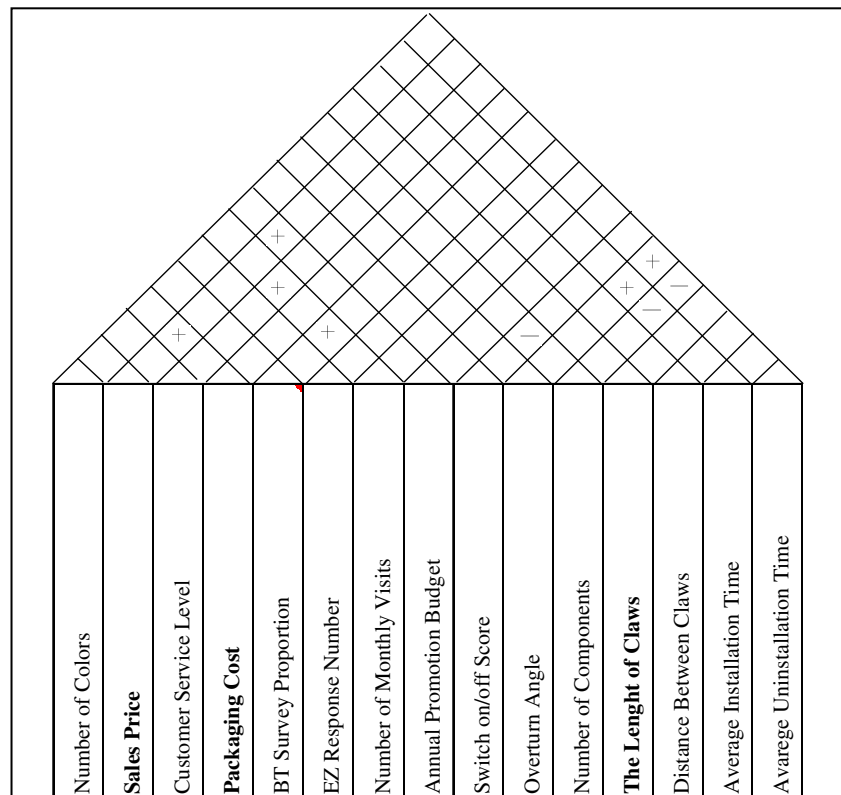 +
+
+
+
–
+
+
–
+
–
Number of Colors
Sales Price
Customer Service Level
Packaging Cost
BT Survey Proportion
EZ Response Number
Number of Monthly Visits
Annual Promotion Budget
Switch on/off Score
Overturn Angle
Number of Components
The Lenght of Claws
Distance Between Claws
Average Installation Time
Avarege Uninstallation Time